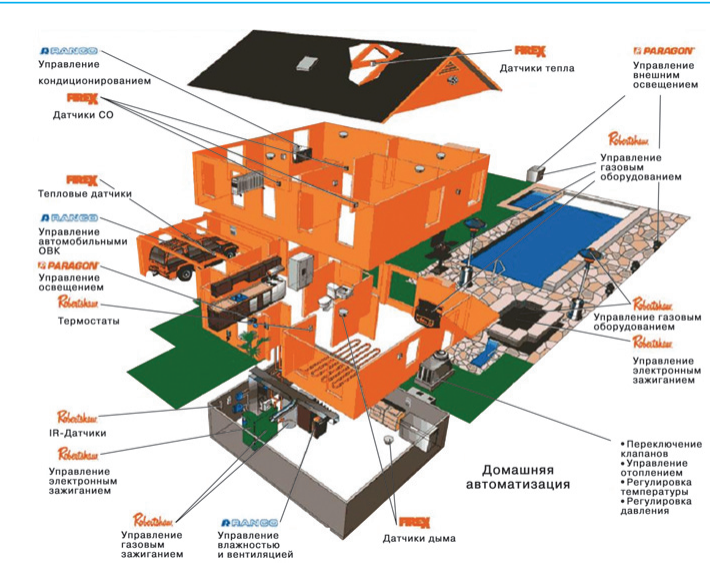 RANCO
Управление
кондиционированием
FIREX
Датчики СО
FIREX
Тепловые датчики
RANCO
Управление
автомобильными
ОВК
PARAGON
Управление
освещением
Robertshaw
Термостаты
Robertshaw
IR-Датчики
Robertshaw
Управление
электронным
зажиганием
Robertshaw
Управление
газовым
зажиганием
RANCO
Управление
влажностью
и вентиляцией
FIREX
Датчики дыма
FIREX
Датчики тепла
PARAGON
Управление
внешним
освещением
Robertshaw
Управление
газовым
оборудованием
Robertshaw
Управление газовым
оборудованием
Robertshaw
Управление
электронным
зажиганием
• Переключение
клапанов
• Управление
отоплением
• Регулировка
температуры
• Регулировка
давления
Домашняя
автоматизация